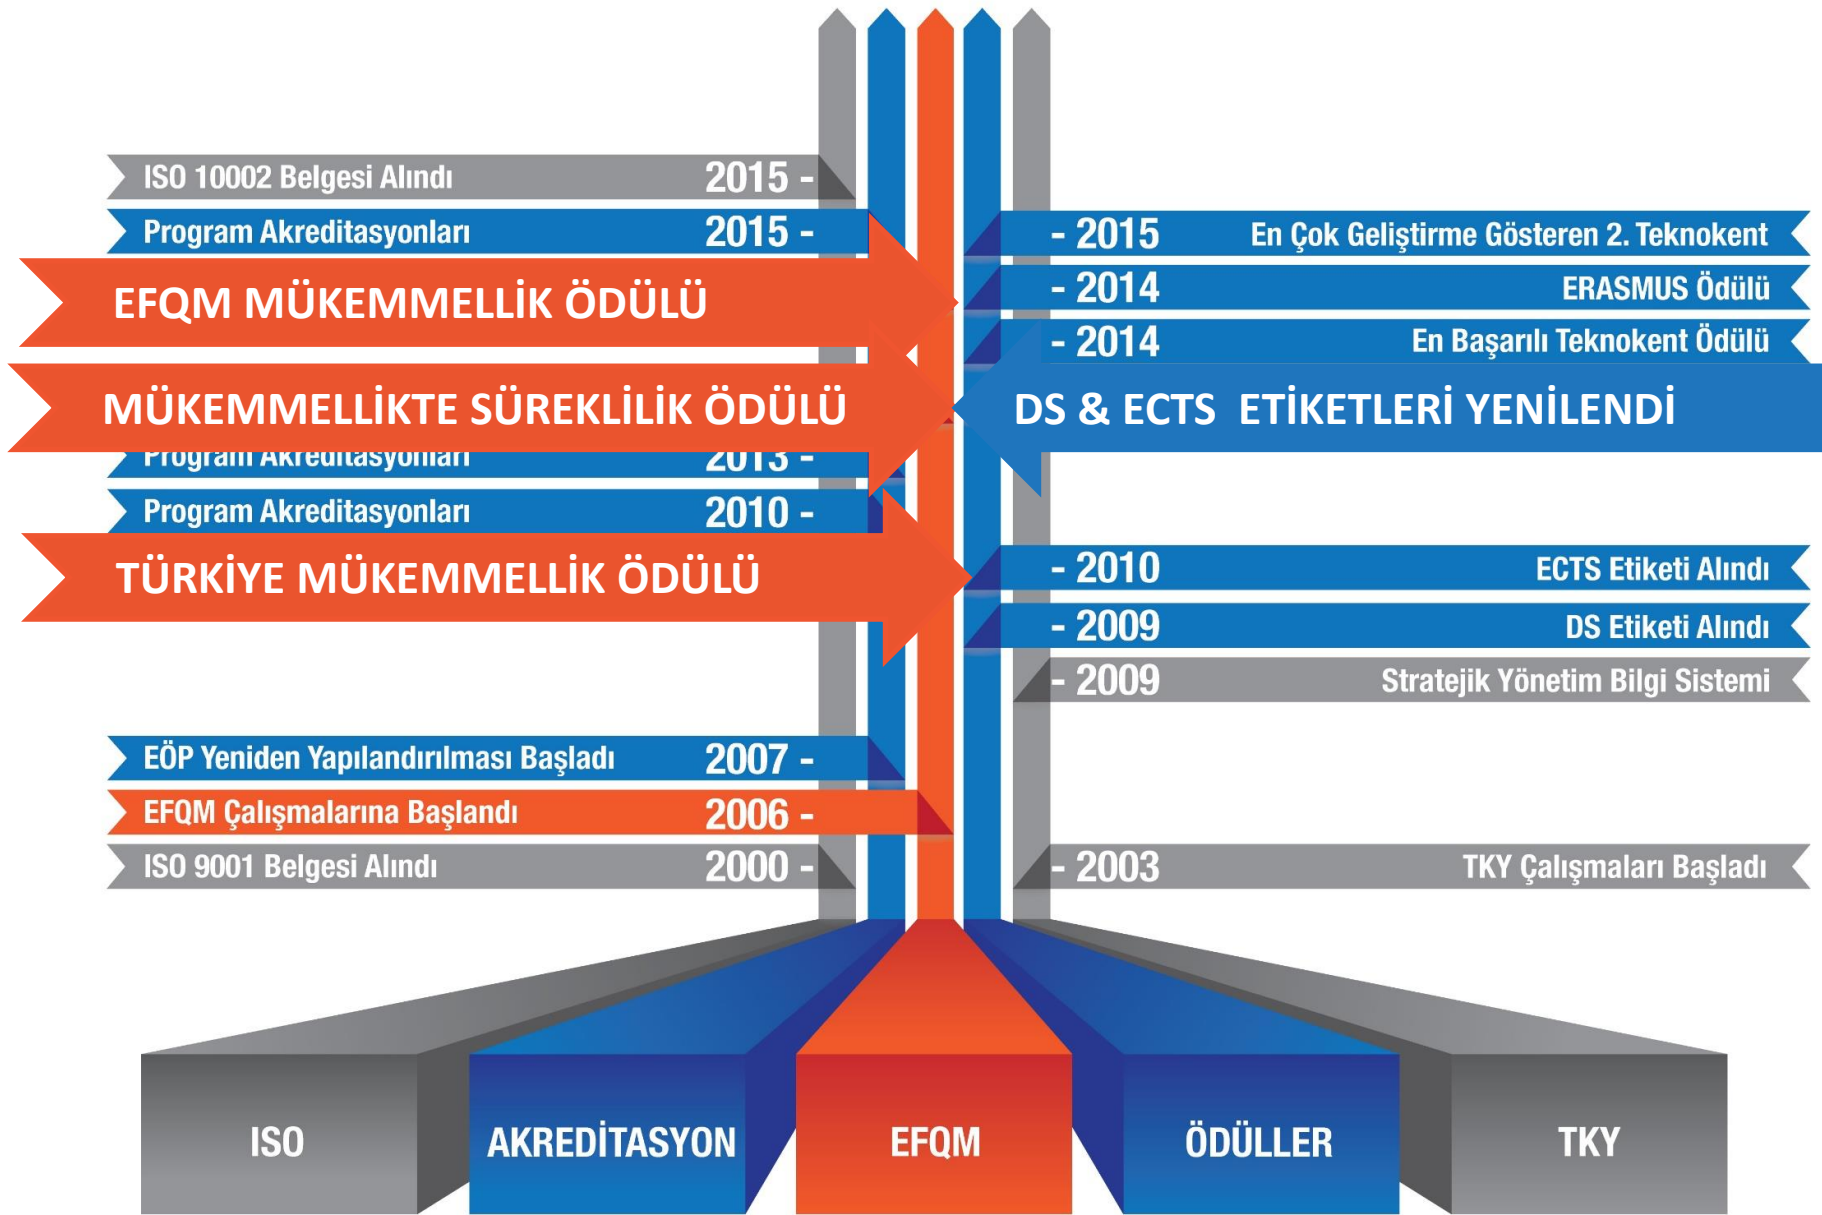 ISO 10002 Belgesi Alındı 2015 -
Program Akreditasyonları 2015 -
EFQM MÜKEMMELLİK ÖDÜLÜ
MÜKEMMELLİKTE SÜREKLİLİK ÖDÜLÜ
Program Akreditasyonları 2013 -
Program Akreditasyonları 2010 -
TÜRKİYE MÜKEMMELLİK ÖDÜLÜ
EÖP Yeniden Yapılandırılması Başladı 2007 -
EFQM Çalışmalarına Başlandı 2006 -
ISO 9001 Belgesi Alındı 2000 -
- 2015 En Çok Geliştirme Gösteren 2. Teknokent
- 2014 ERASMUS Ödülü
- 2014 En Başarılı Teknokent Ödülü
DS & ECTS ETİKETLERİ YENİLENDİ
- 2010 ECTS Etiketi Alındı
- 2009 DS Etiketi Alındı
- 2009 Stratejik Yönetim Bilgi Sistemi
- 2003 TKY Çalışmaları Başladı
ISO
AKREDİTASYON
EFQM
ÖDÜLLER
TKY